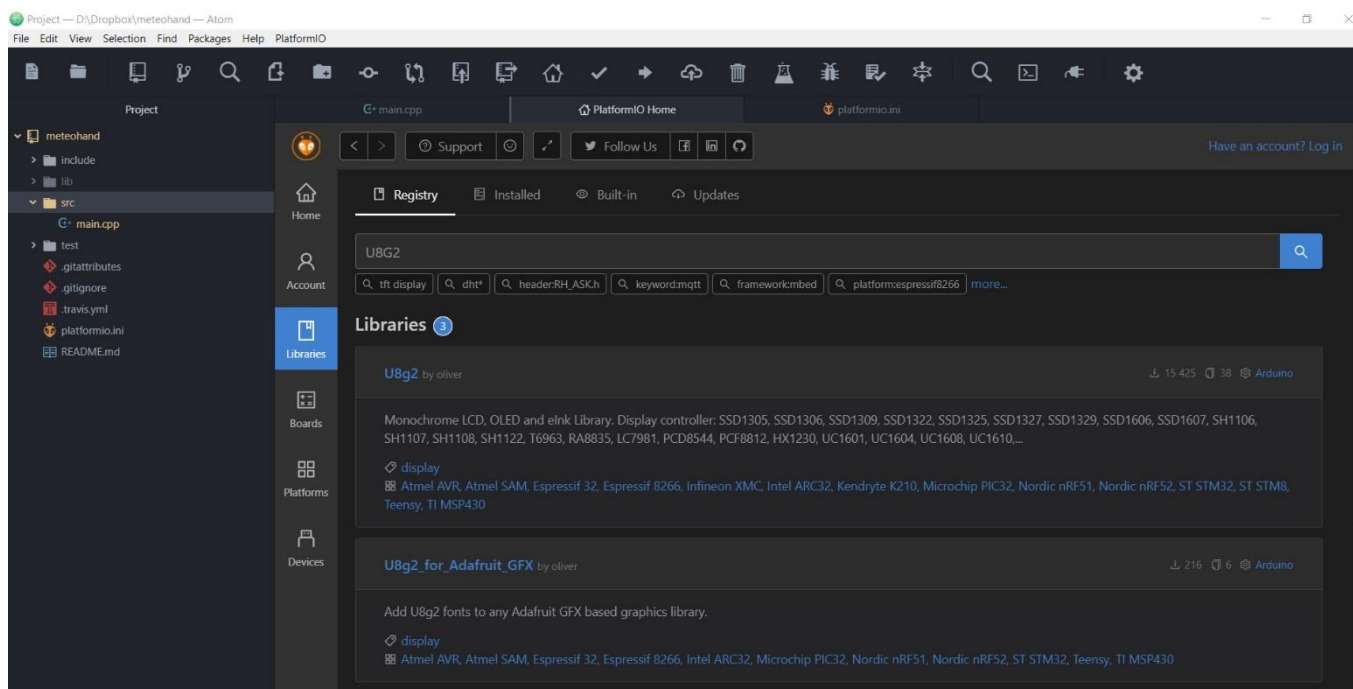 Project — D:\Dropbox\meteohand — Atom
File Edit View Selection Find Packages Help PlatformIO
Project
main.cpp
PlatformIO Home
platformio.ini
meteohand
include
lib
src
main.cpp
test
.gitattributes
.gitignore
.travis.yml
platformio.ini
README.md
Home
Account
Libraries
Boards
Platforms
Devices
Support
Follow Us
Have an account? Log in
Registry Installed Built-in Updates
U8G2
tft display dht* header:RH_ASK.h keyword:mqtt framework:mbed platform:espressif8266 more...
Libraries 3
U8g2 by oliver 15 425 38 Arduino
Monochrome LCD, OLED and eInk Library. Display controller: SSD1305, SSD1306, SSD1309, SSD1322, SSD1325, SSD1327, SSD1329, SSD1606, SSD1607, SH1106,
SH1107, SH1108, SH1122, T6963, RA8835, LC7981, PCD8544, PCF8812, HX1230, UC1601, UC1604, UC1608, UC1610,...
display
Atmel AVR, Atmel SAM, Espressif 32, Espressif 8266, Infineon XMC, Intel ARC32, Kendryte K210, Microchip PIC32, Nordic nRF51, Nordic nRF52, ST STM32, ST STM8,
Teensy, TI MSP430
U8g2_for_Adafruit_GFX by oliver 216 6 Arduino
Add U8g2 fonts to any Adafruit GFX based graphics library.
display
Atmel AVR, Atmel SAM, Espressif 32, Espressif 8266, Intel ARC32, Microchip PIC32, Nordic nRF51, Nordic nRF52, ST STM32, Teensy, TI MSP430